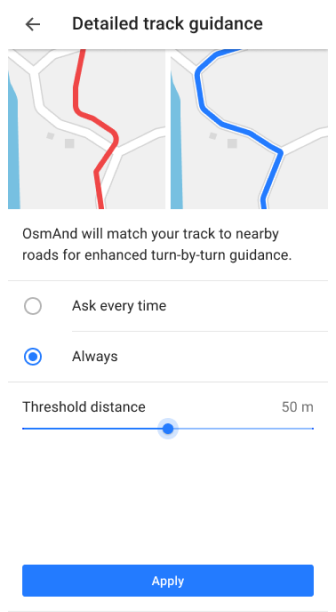 Detailed track guidance
OsmAnd will match your track to nearby
roads for enhanced turn-by-turn guidance.
Ask every time
Always
Threshold distance 50 m
Apply